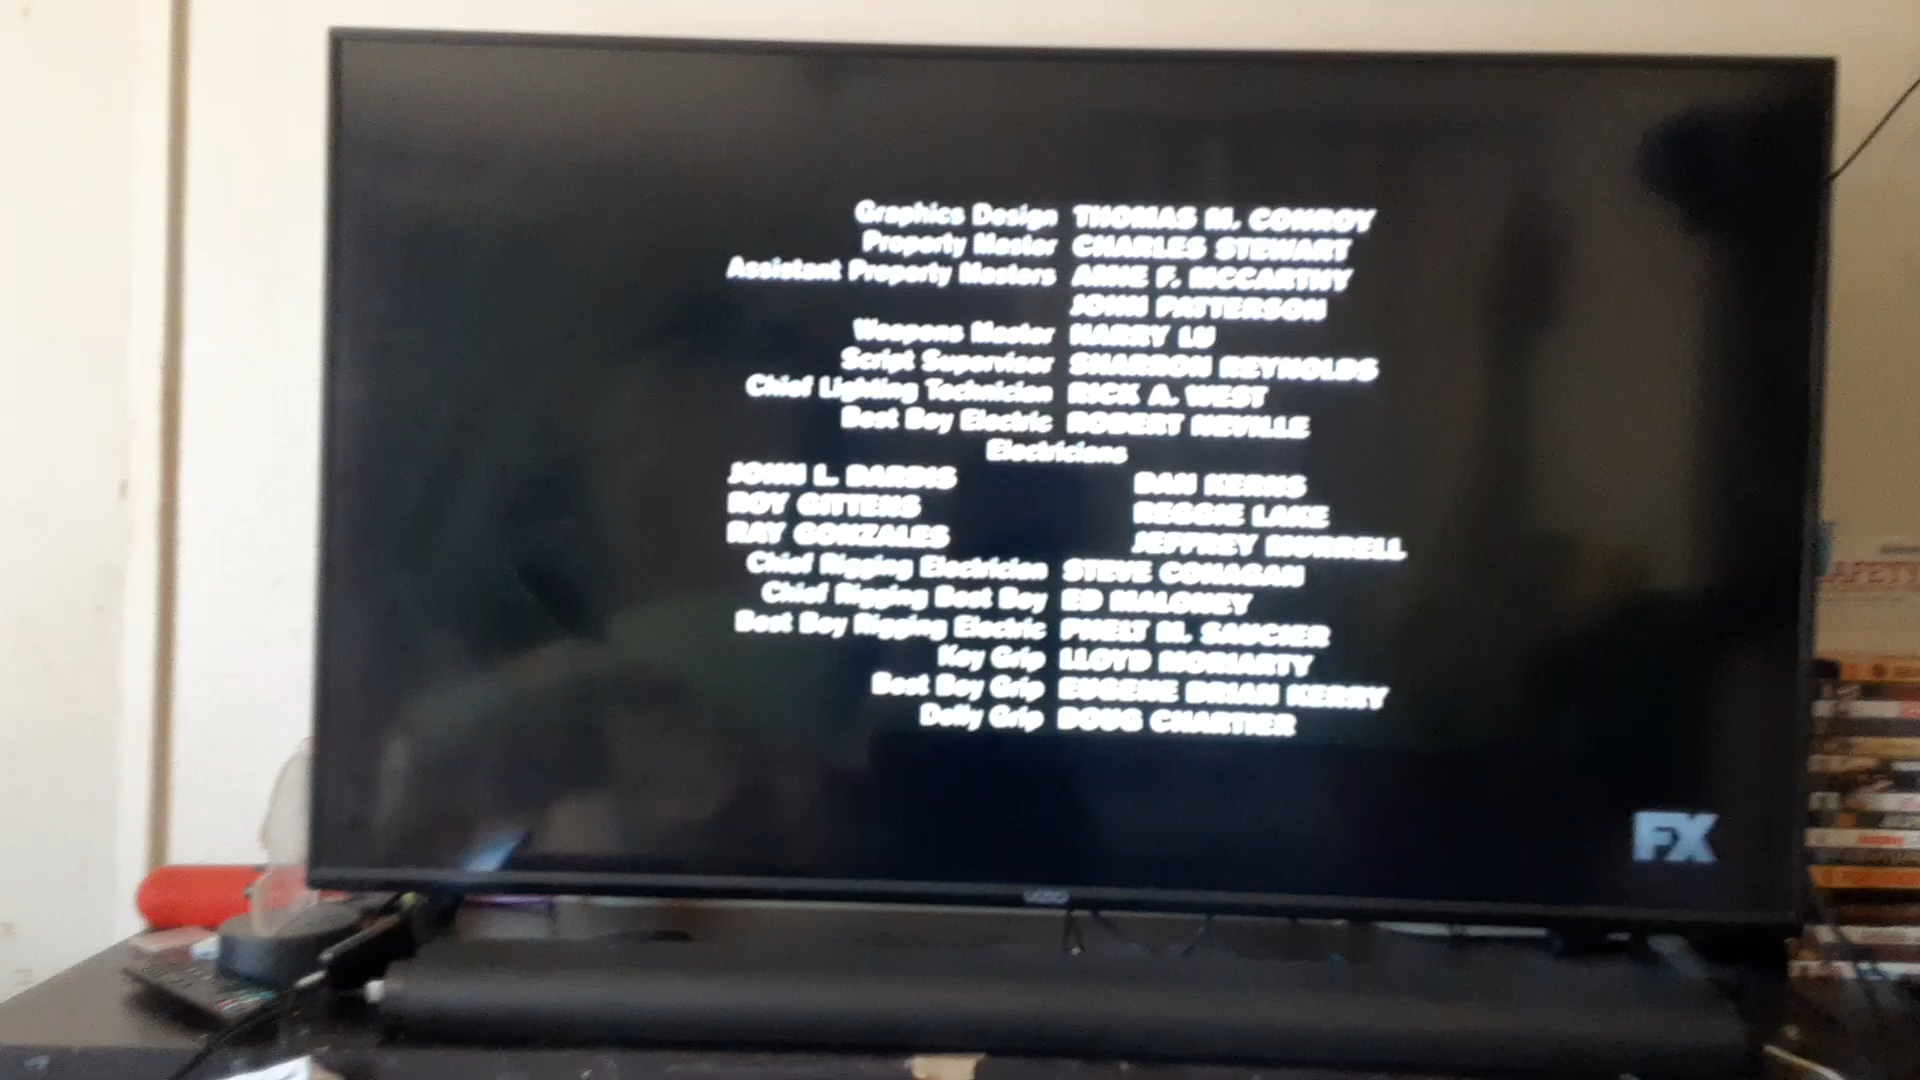 Graphics Design THOMAS M. CONROY
Property Master CHARLES STEWART
Assistant Property Masters ANNE F. MCCARTHY
JOHN PATTERSON
Weapons Master HARRY LU
Script Supervisor SHARRON REYNOLDS
Chief Lighting Technician RICK A. WEST
Best Boy Electric ROBERT NEVILLE
Electricians
JOHN L. BARDIS DAN KERNS
ROY GITTENS REGGIE LAKE
RAY GONZALES JEFFREY MURRELL
Chief Rigging Electrician STEVE CONAGAN
Chief Rigging Best Boy ED MALONEY
Best Boy Rigging Electric PHELT M. SAUCIER
Key Grip LLOYD MORIARTY
Best Boy Grip EUGENE BRIAN KERRY
Dolly Grip DOUG CHARTIER
FX
VIZIO